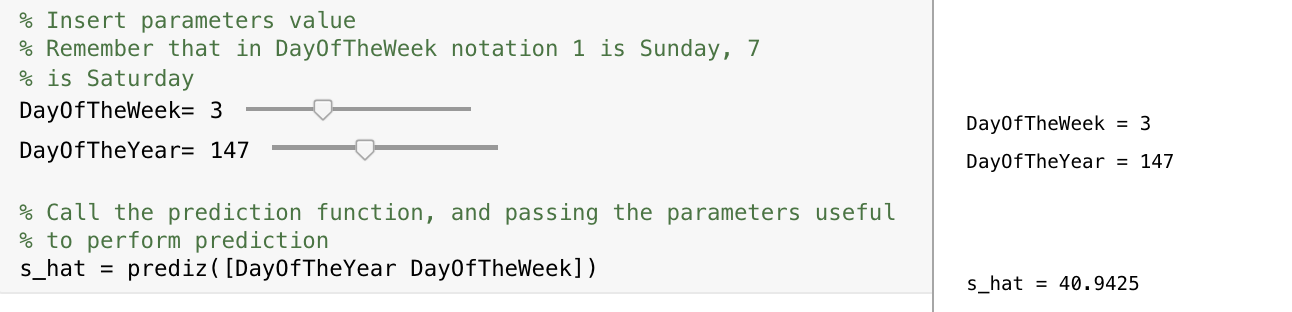 % Insert parameters value
% Remember that in DayOfTheWeek notation 1 is Sunday, 7
% is Saturday
DayOfTheWeek= 3
DayOfTheYear= 147
% Call the prediction function, and passing the parameters useful
% to perform prediction
s_hat = prediz([DayOfTheYear DayOfTheWeek])
DayOfTheWeek = 3
DayOfTheYear = 147
s_hat = 40.9425